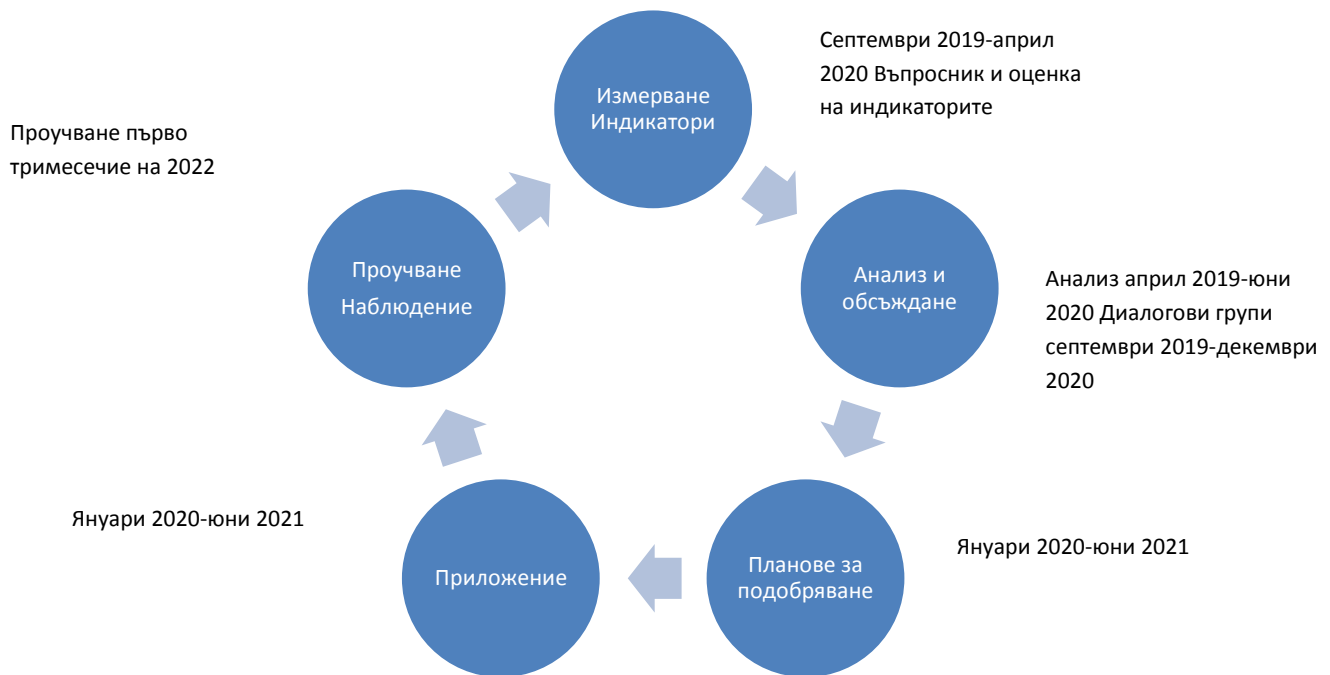 Измерване
Индикатори
Септември 2019-април
2020 Въпросник и оценка
на индикаторите
Анализ и
обсъждане
Анализ април 2019-юни
2020 Диалогови групи
септември 2019-декември
2020
Планове за
подобряване
Януари 2020-юни 2021
Приложение
Януари 2020-юни 2021
Проучване
Наблюдение
Проучване първо
тримесечие на 2022